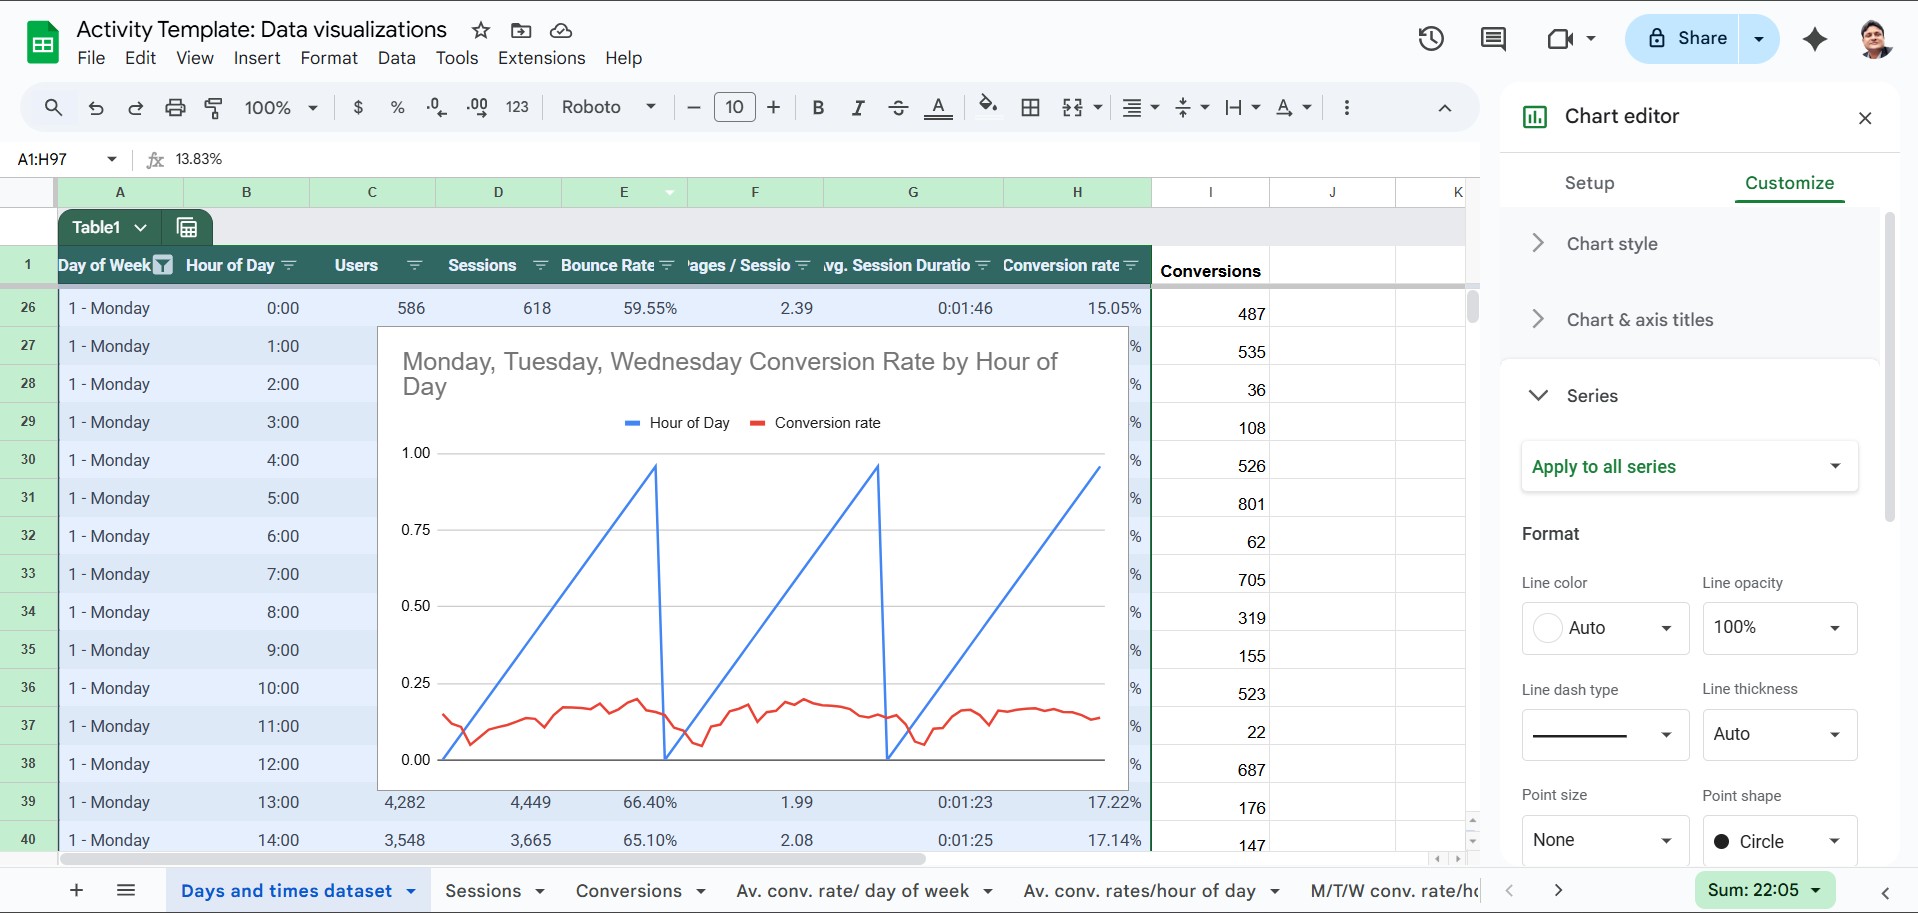 Activity Template: Data visualizations
File Edit View Insert Format Data Tools Extensions Help
Share
100% $ % .0 .00 123 Roboto − 10 + B I S A
A1:H97 fx 13.83%
Chart editor
Setup Customize
A B C D E F G H I J K
Table1
1 Day of Week Hour of Day Users Sessions Bounce Rate ages / Sessio vg. Session Duratio Conversion rate Conversions
26 1 - Monday 0:00 586 618 59.55% 2.39 0:01:46 15.05% 487
27 1 - Monday 1:00 % 535
28 1 - Monday 2:00 % 36
29 1 - Monday 3:00 % 108
30 1 - Monday 4:00 % 526
31 1 - Monday 5:00 % 801
32 1 - Monday 6:00 % 62
33 1 - Monday 7:00 % 705
34 1 - Monday 8:00 % 319
35 1 - Monday 9:00 % 155
36 1 - Monday 10:00 % 523
37 1 - Monday 11:00 % 22
38 1 - Monday 12:00 % 687
39 1 - Monday 13:00 4,282 4,449 66.40% 1.99 0:01:23 17.22% 176
40 1 - Monday 14:00 3,548 3,665 65.10% 2.08 0:01:25 17.14% 147
Monday, Tuesday, Wednesday Conversion Rate by Hour of
Day
Hour of Day Conversion rate
1.00
0.75
0.50
0.25
0.00
Chart style
Chart & axis titles
Series
Apply to all series
Format
Line color Line opacity
Auto 100%
Line dash type Line thickness
Auto
Point size Point shape
None Circle
+ Days and times dataset Sessions Conversions Av. conv. rate/ day of week Av. conv. rates/hour of day M/T/W conv. rate/ho Sum: 22:05